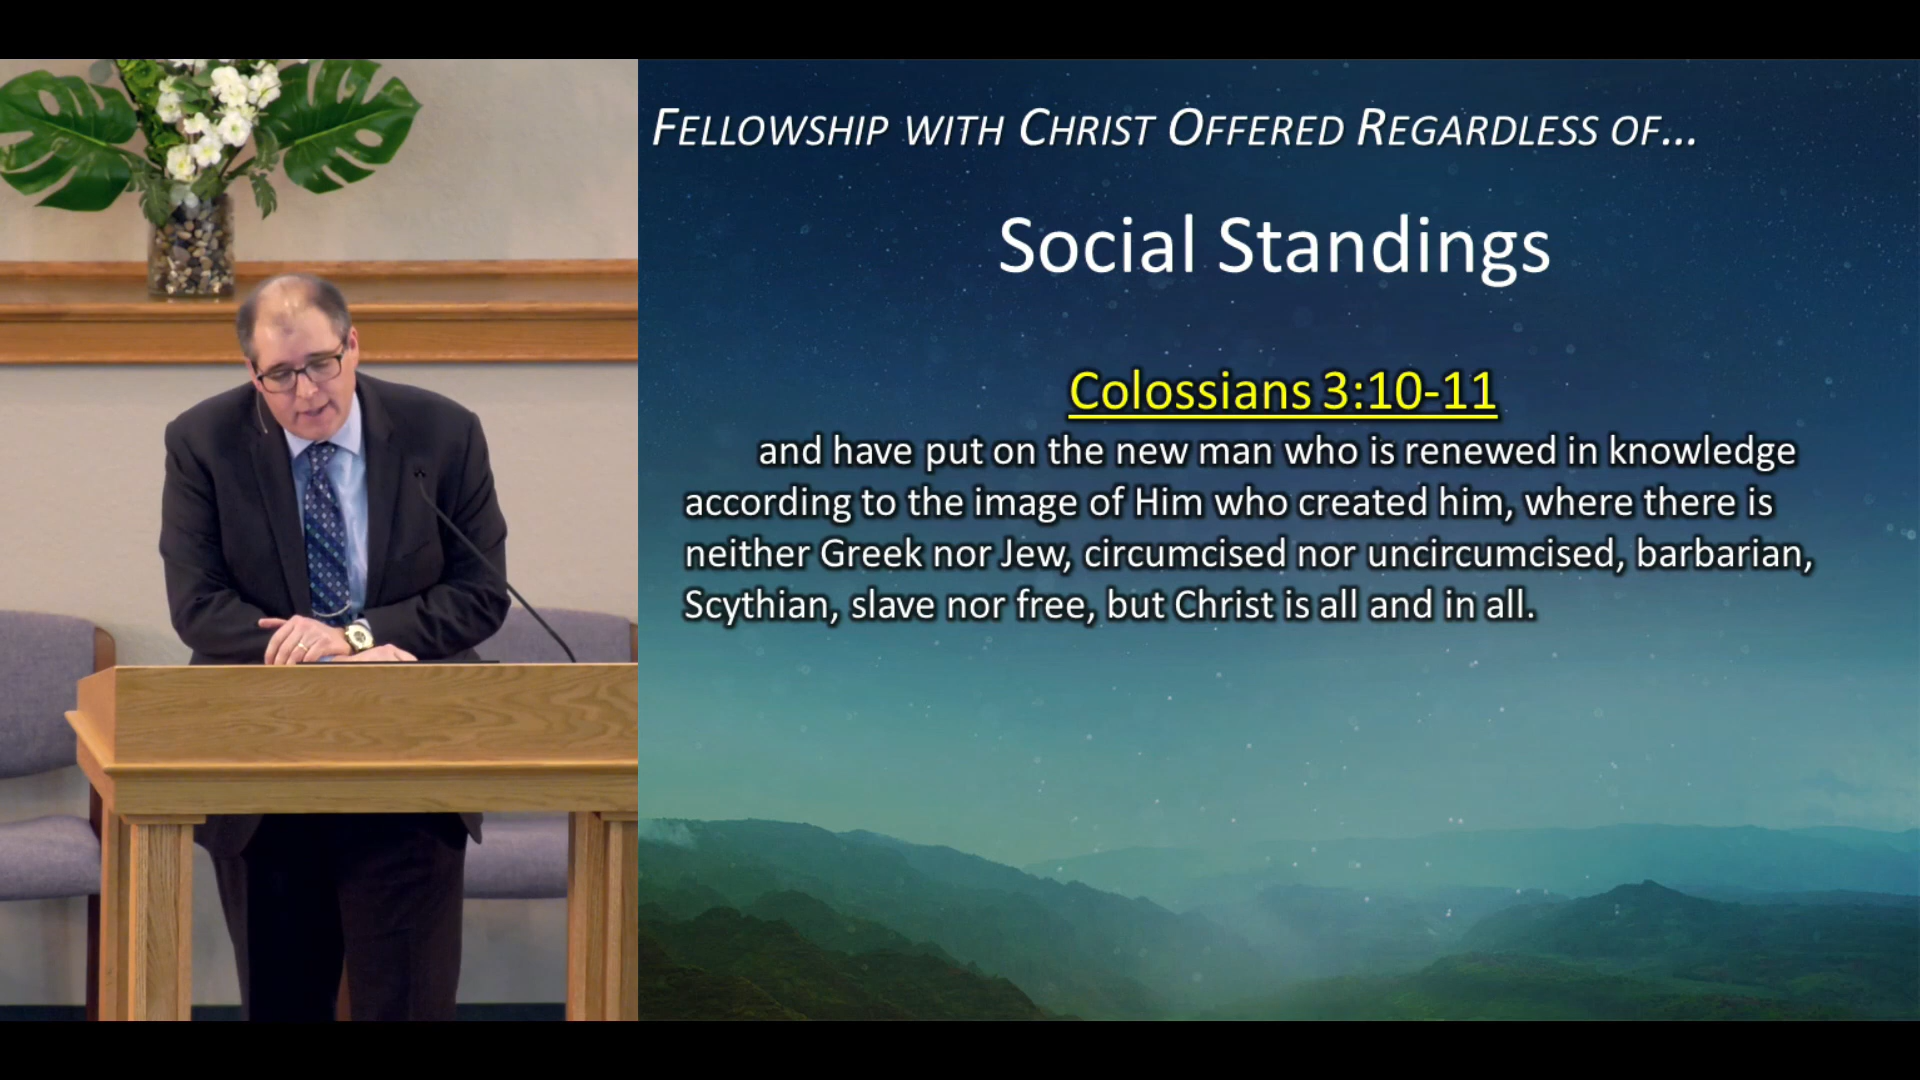 Fellowship with Christ Offered Regardless of...
Social Standings
Colossians 3:10-11
and have put on the new man who is renewed in knowledge
according to the image of Him who created him, where there is
neither Greek nor Jew, circumcised nor uncircumcised, barbarian,
Scythian, slave nor free, but Christ is all and in all.